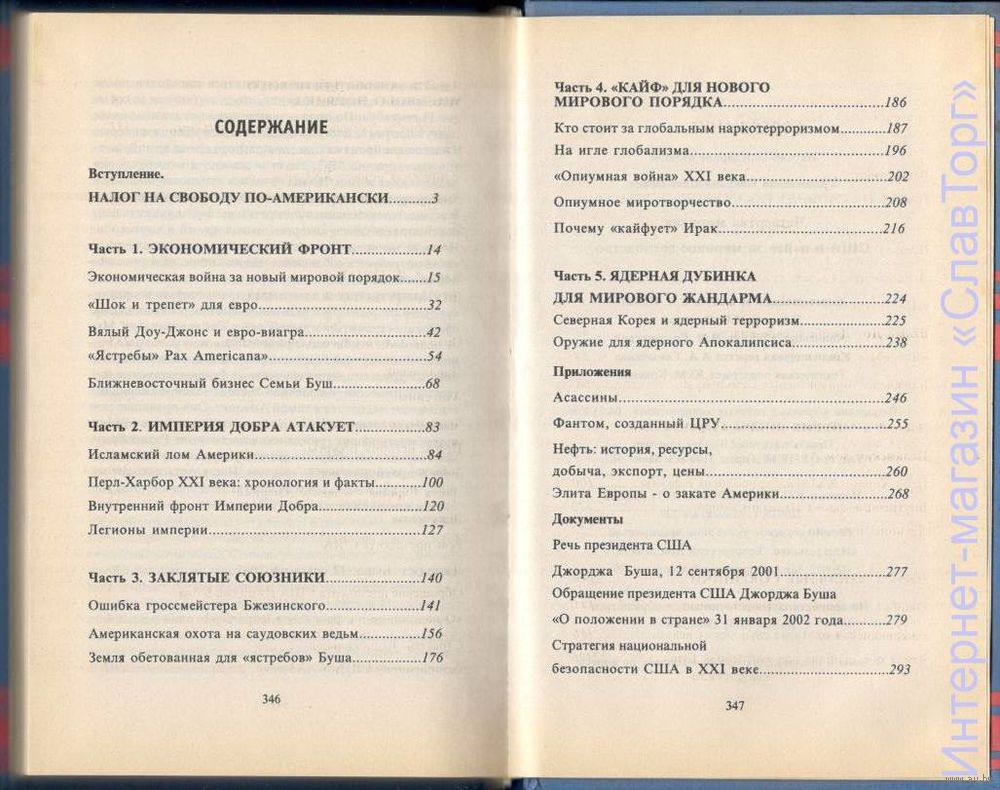 СОДЕРЖАНИЕ
Вступление.
НАЛОГ НА СВОБОДУ ПО-АМЕРИКАНСКИ..........3
Часть 1. ЭКОНОМИЧЕСКИЙ ФРОНТ..................14
Экономическая война за новый мировой порядок.......15
«Шок и трепет» для евро........................................32
Вялый Доу-Джонс и евро-виагра.............................42
«Ястребы» Pax Americana».....................................54
Ближневосточный бизнес Семьи Буш.....................68
Часть 2. ИМПЕРИЯ ДОБРА АТАКУЕТ.................83
Исламский лом Америки........................................84
Перл-Харбор XXI века: хронология и факты...........100
Внутренний фронт Империи Добра.........................120
Легионы империи..................................................127
Часть 3. ЗАКЛЯТЫЕ СОЮЗНИКИ......................140
Ошибка гроссмейстера Бжезинского.......................141
Американская охота на саудовских ведьм...............156
Земля обетованная для «ястребов» Буша.................176
346
Часть 4. «КАЙФ» ДЛЯ НОВОГО
МИРОВОГО ПОРЯДКА......................................186
Кто стоит за глобальным наркотерроризмом...........187
На игле глобализма...............................................196
«Опиумная война» XXI века..................................202
Опиумное миротворчество.....................................208
Почему «кайфует» Ирак........................................216
Часть 5. ЯДЕРНАЯ ДУБИНКА
ДЛЯ МИРОВОГО ЖАНДАРМА...........................224
Северная Корея и ядерный терроризм.....................225
Оружие для ядерного Апокалипсиса.......................238
Приложения
Асассины...............................................................246
Фантом, созданный ЦРУ........................................255
Нефть: история, ресурсы,
добыча, экспорт, цены...........................................260
Элита Европы - о закате Америки..........................268
Документы
Речь президента США
Джорджа Буша, 12 сентября 2001..........................277
Обращение президента США Джорджа Буша
«О положении в стране» 31 января 2002 года..........279
Стратегия национальной
безопасности США в XXI веке...............................293
347
Интернет-магазин «СлавТорг»